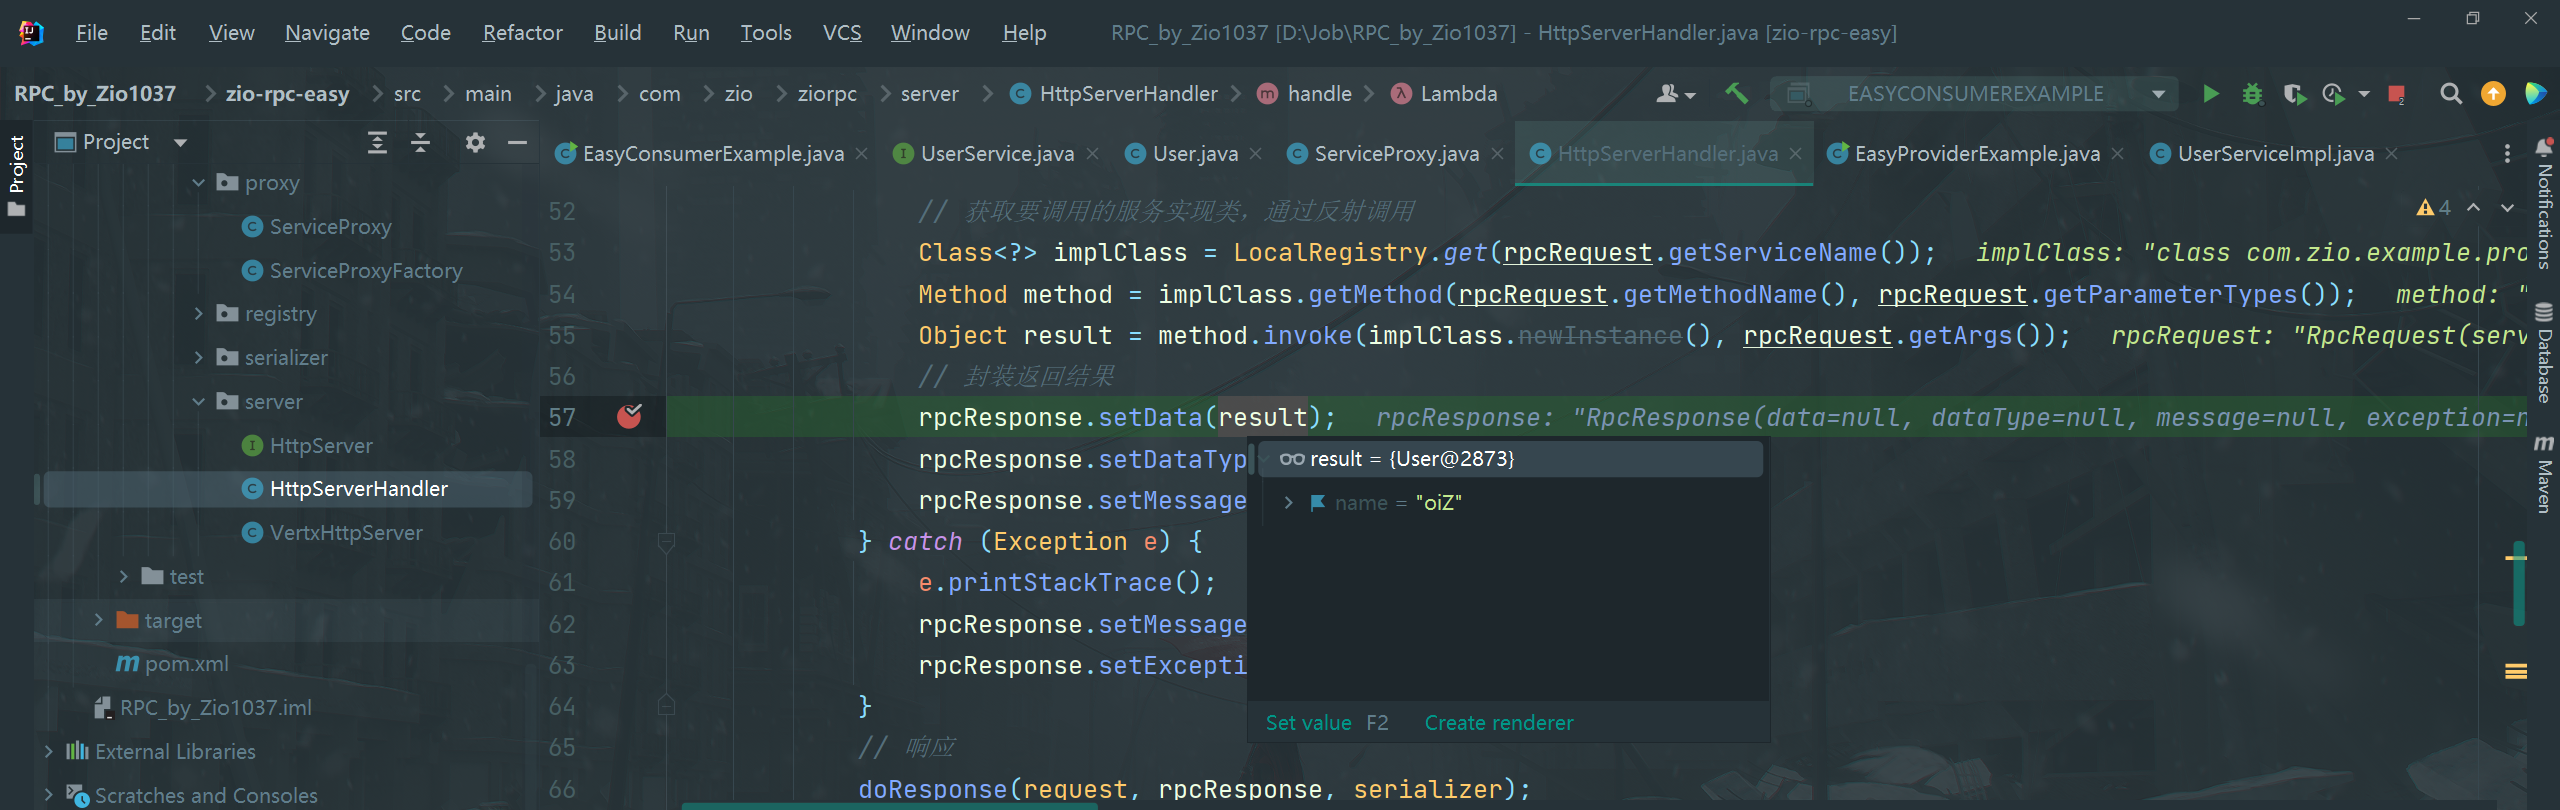 File Edit View Navigate Code Refactor Build Run Tools VCS Window Help RPC_by_Zio1037 [D:\Job\RPC_by_Zio1037] - HttpServerHandler.java [zio-rpc-easy]
RPC_by_Zio1037 zio-rpc-easy src main java com zio ziorpc server HttpServerHandler handle Lambda EASYCONSUMEREXAMPLE
Project
Project
EasyConsumerExample.java UserService.java User.java ServiceProxy.java HttpServerHandler.java EasyProviderExample.java UserServiceImpl.java
proxy
ServiceProxy
ServiceProxyFactory
registry
serializer
server
HttpServer
HttpServerHandler
VertxHttpServer
test
target
pom.xml
RPC_by_Zio1037.iml
External Libraries
Scratches and Consoles
52 // 获取要调用的服务实现类，通过反射调用
4
53 Class<?> implClass = LocalRegistry.get(rpcRequest.getServiceName()); implClass: "class com.zio.example.pro
54 Method method = implClass.getMethod(rpcRequest.getMethodName(), rpcRequest.getParameterTypes()); method: "
55 Object result = method.invoke(implClass.newInstance(), rpcRequest.getArgs()); rpcRequest: "RpcRequest(serv
56 // 封装返回结果
57 rpcResponse.setData(result); rpcResponse: "RpcResponse(data=null, dataType=null, message=null, exception=n
58 rpcResponse.setDataTyp
59 rpcResponse.setMessage
60 } catch (Exception e) {
61 e.printStackTrace();
62 rpcResponse.setMessage
63 rpcResponse.setExcepti
64 }
65 // 响应
66 doResponse(request, rpcResponse, serializer);
result = {User@2873}
name = "oiZ"
Set value F2 Create renderer
Notifications
Database
Maven